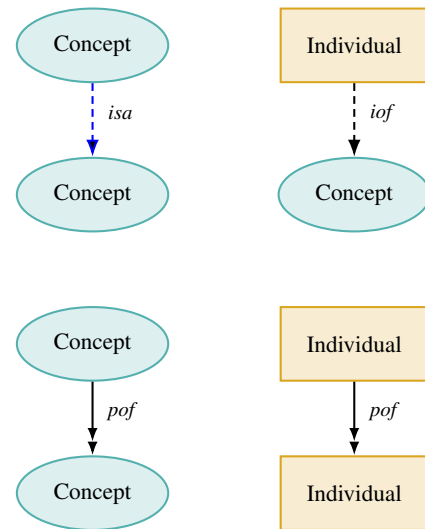 Concept
Individual
isa
iof
Concept
Concept
Concept
Individual
pof
pof
Concept
Individual